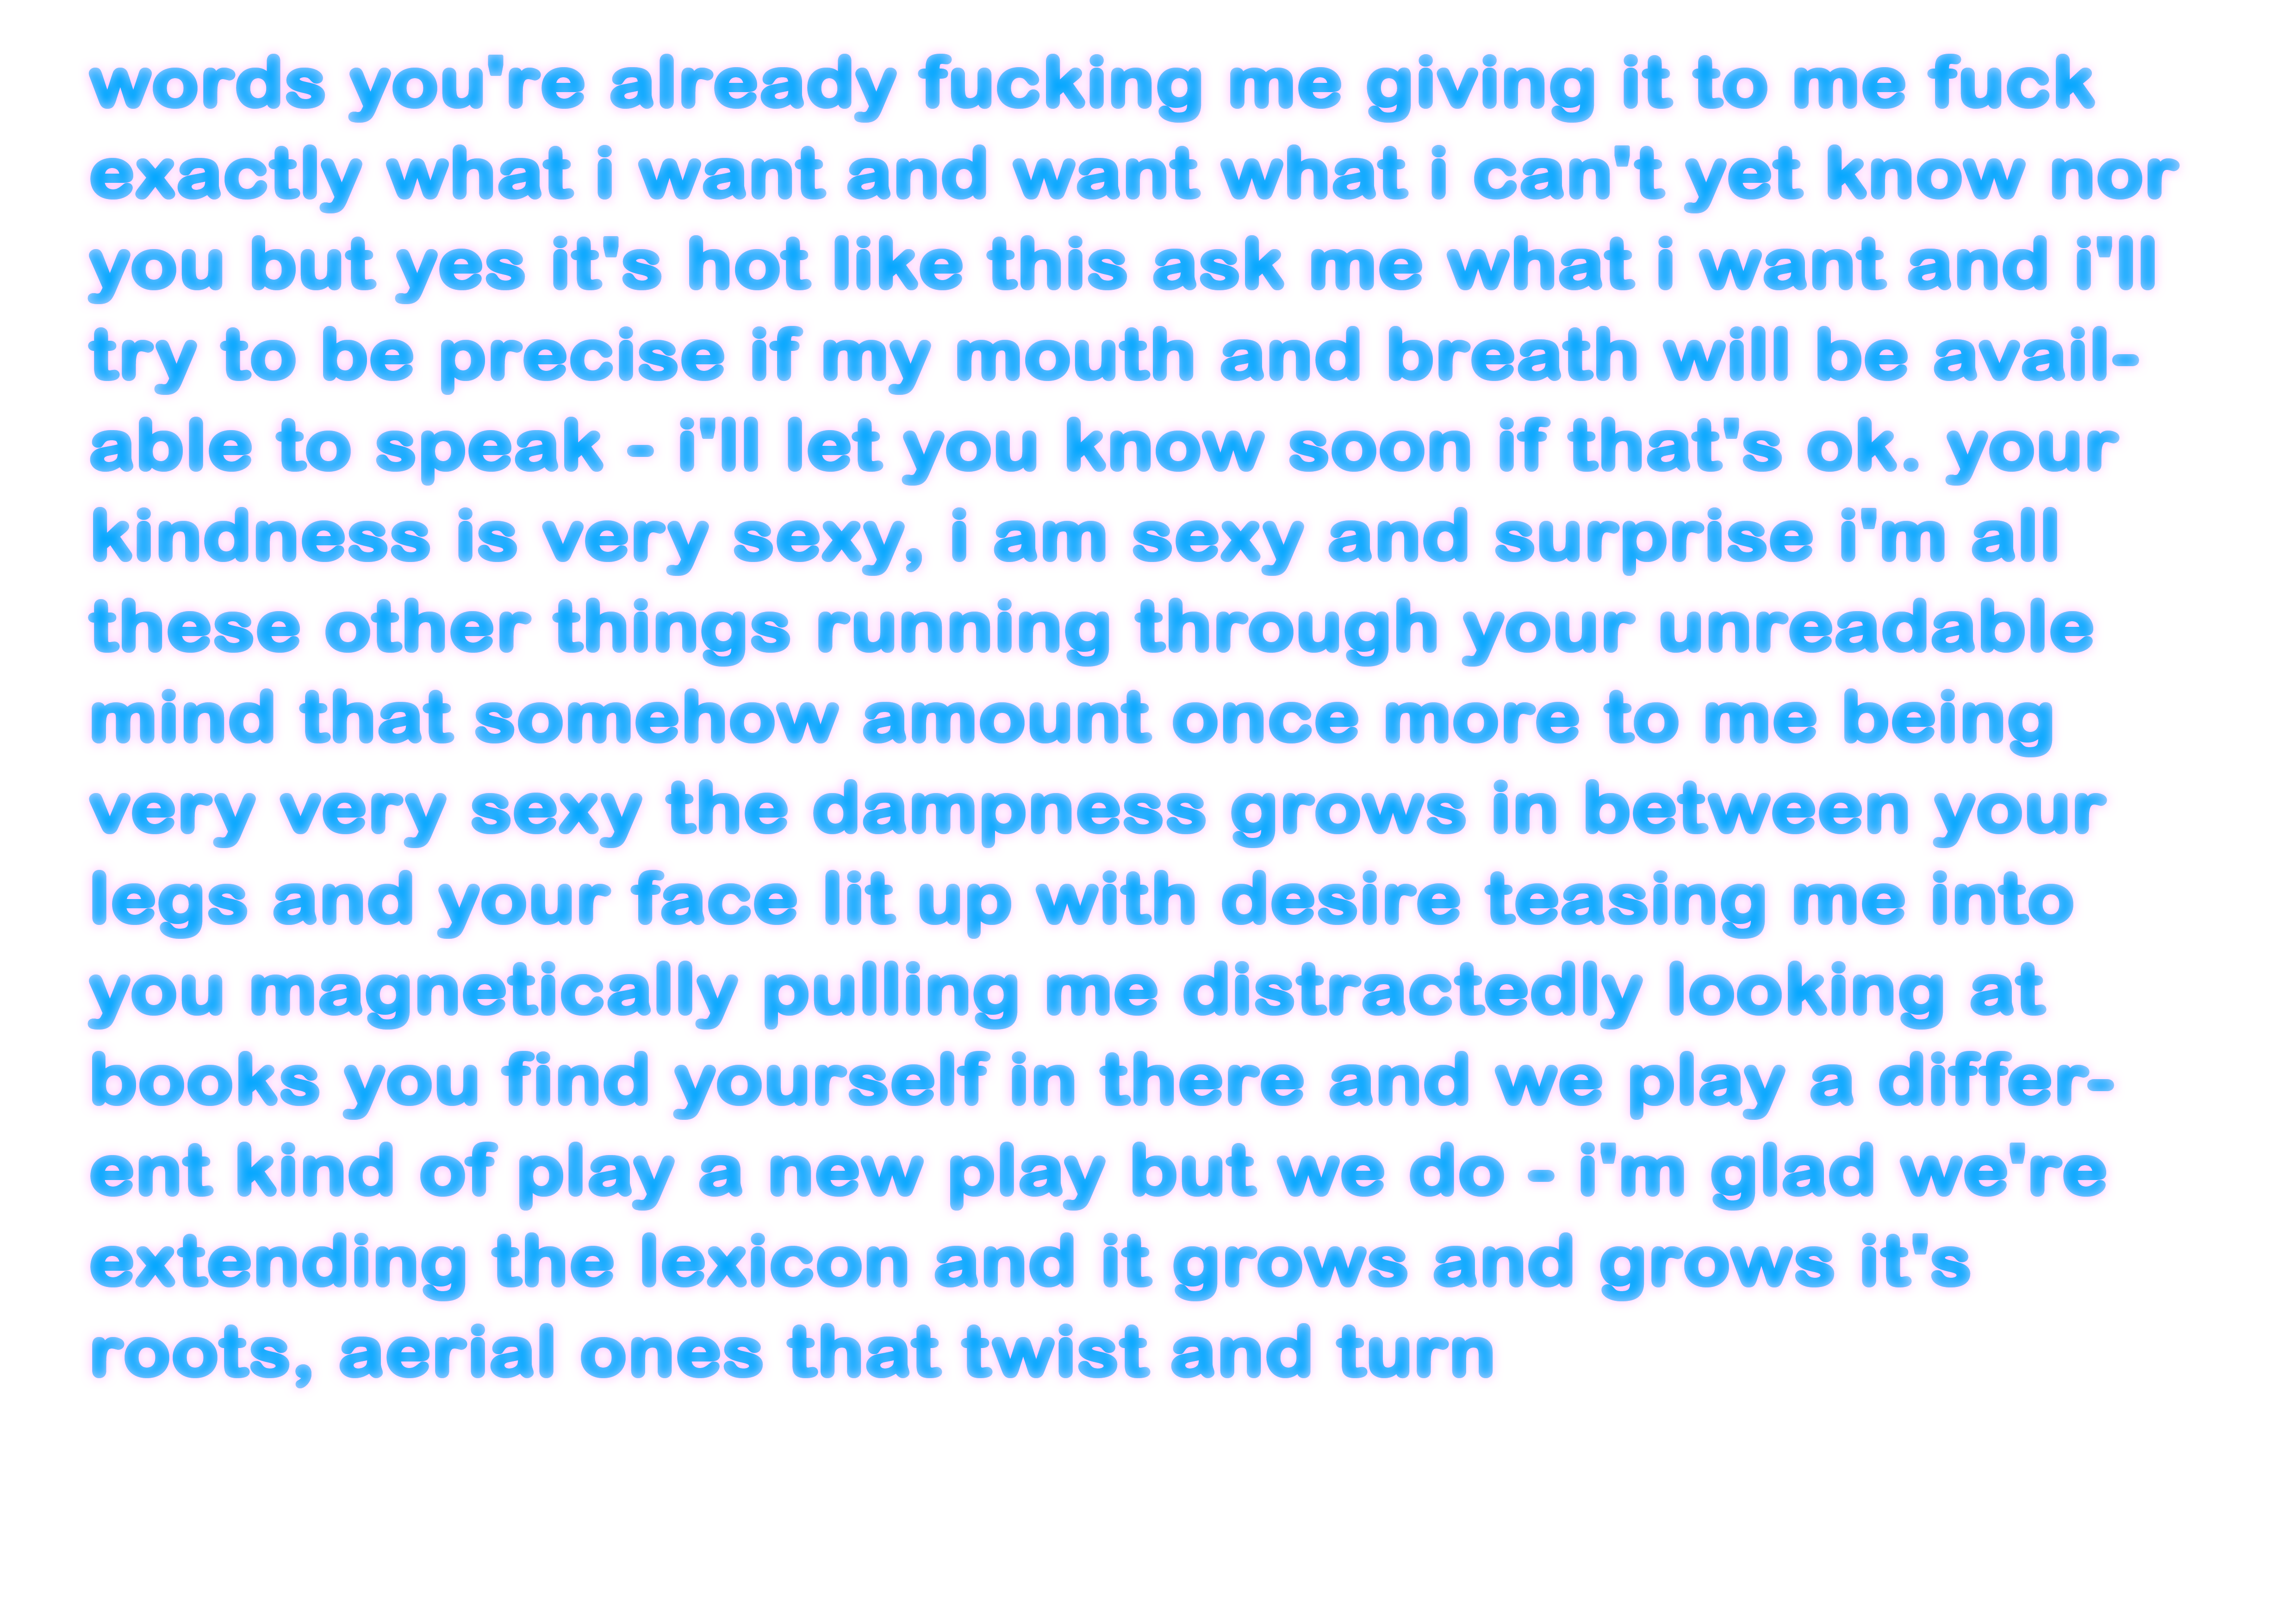 words you're already fucking me giving it to me fuck
exactly what i want and want what i can't yet know nor
you but yes it's hot like this ask me what i want and i'll
try to be precise if my mouth and breath will be avail-
able to speak - i'll let you know soon if that's ok. your
kindness is very sexy, i am sexy and surprise i'm all
these other things running through your unreadable
mind that somehow amount once more to me being
very very sexy the dampness grows in between your
legs and your face lit up with desire teasing me into
you magnetically pulling me distractedly looking at
books you find yourself in there and we play a differ-
ent kind of play a new play but we do - i'm glad we're
extending the lexicon and it grows and grows it's
roots, aerial ones that twist and turn